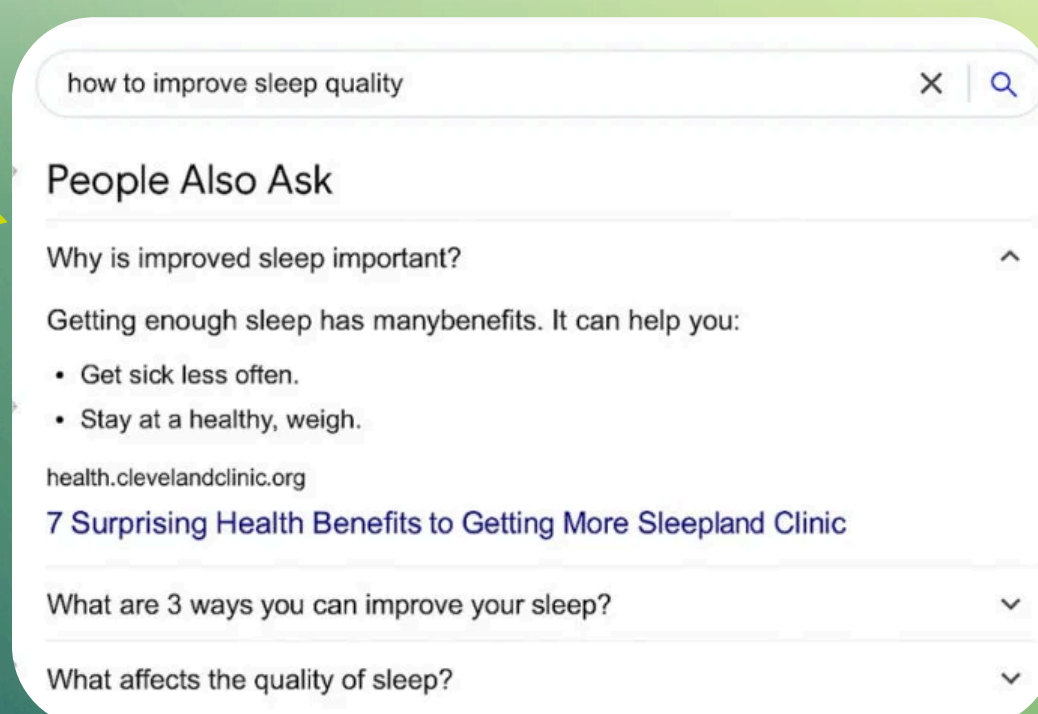 how to improve sleep quality
People Also Ask
Why is improved sleep important?
Getting enough sleep has manybenefits. It can help you:
• Get sick less often.
• Stay at a healthy, weigh.
health.clevelandclinic.org
7 Surprising Health Benefits to Getting More Sleepland Clinic
What are 3 ways you can improve your sleep?
What affects the quality of sleep?